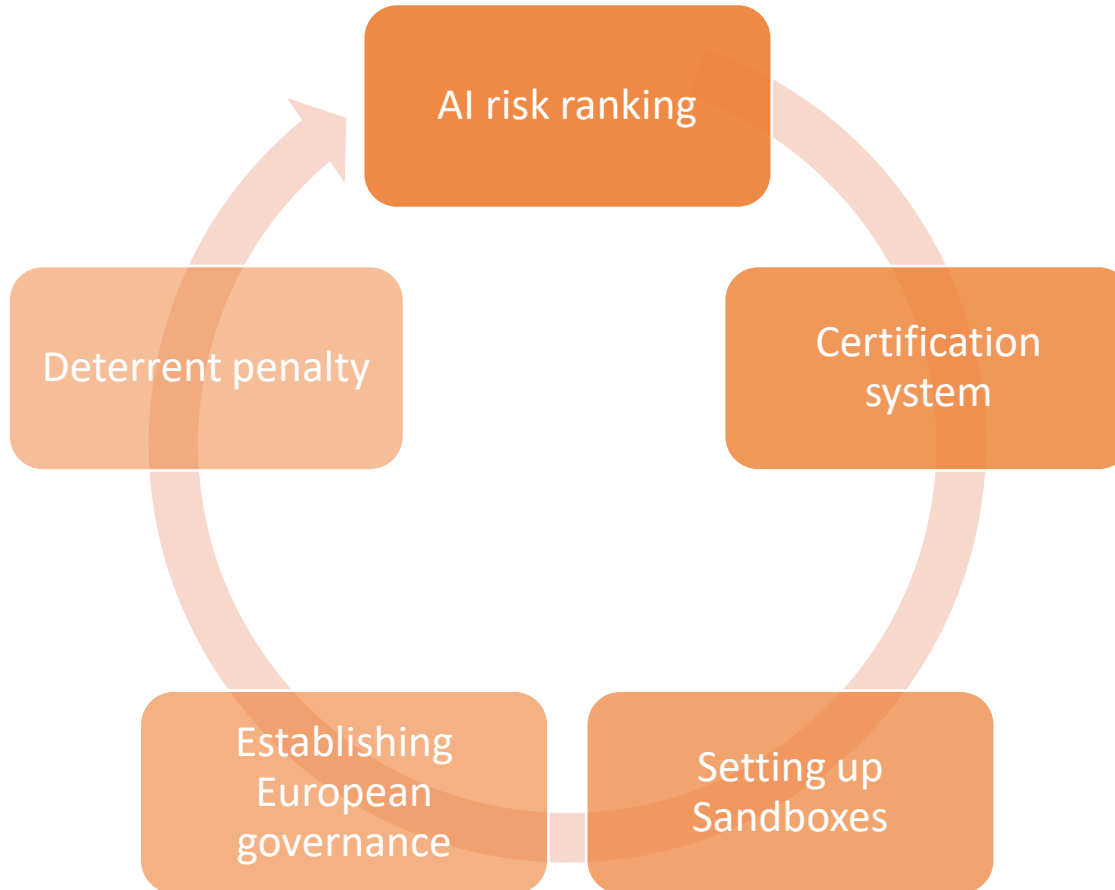 AI risk ranking
Certification
system
Setting up
Sandboxes
Establishing
European
governance
Deterrent penalty